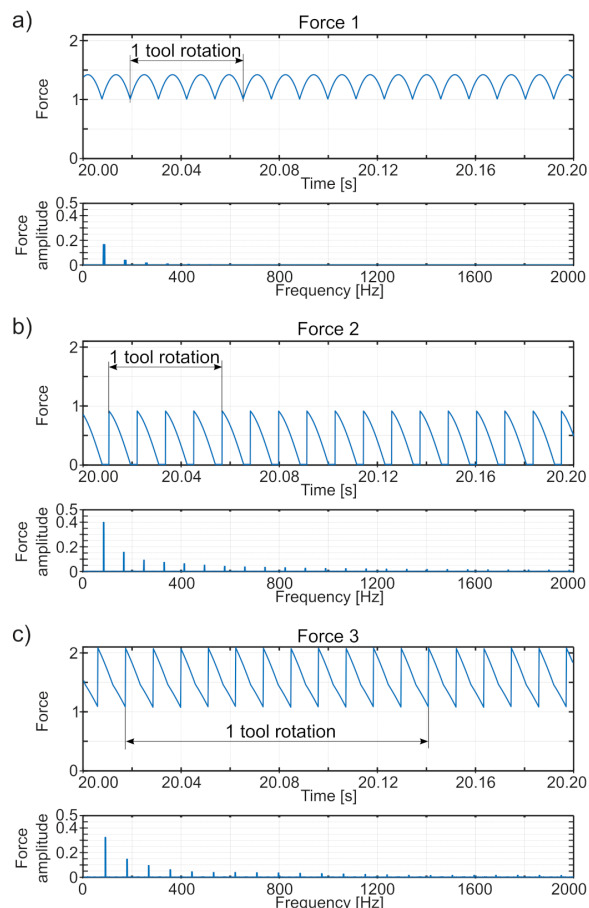 a)
Force 1
1 tool rotation
2
1
0
Force
20.00 20.04 20.08 20.12 20.16 20.20
Time [s]
0.5
0.4
0.2
0
Force
amplitude
0 400 800 1200 1600 2000
Frequency [Hz]
b)
Force 2
1 tool rotation
2
1
0
Force
20.00 20.04 20.08 20.12 20.16 20.20
Time [s]
0.5
0.4
0.2
0
Force
amplitude
0 400 800 1200 1600 2000
Frequency [Hz]
c)
Force 3
2
1
0
Force
1 tool rotation
20.00 20.04 20.08 20.12 20.16 20.20
Time [s]
0.5
0.4
0.2
0
Force
amplitude
0 400 800 1200 1600 2000
Frequency [Hz]